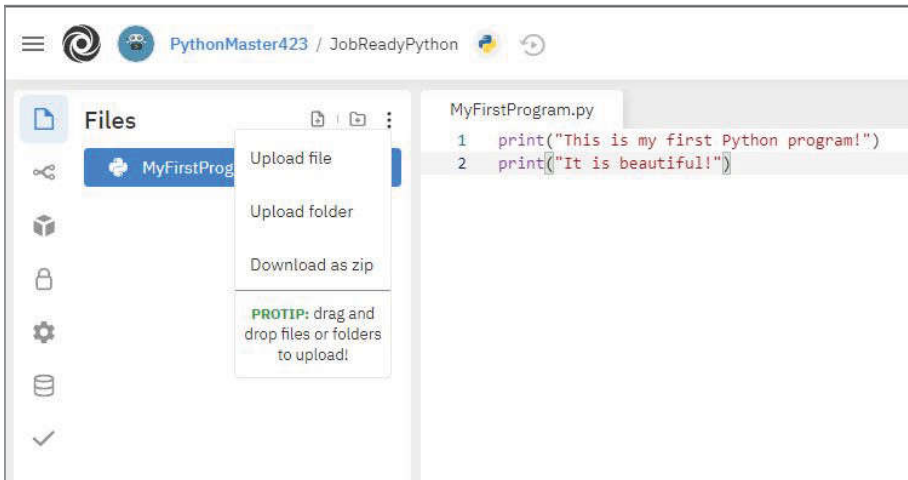 PythonMaster423 / JobReadyPython
Files
MyFirstProg
Upload file
Upload folder
Download as zip
PROTIP: drag and
drop files or folders
to upload!
MyFirstProgram.py
1 print("This is my first Python program!")
2 print("It is beautiful!")